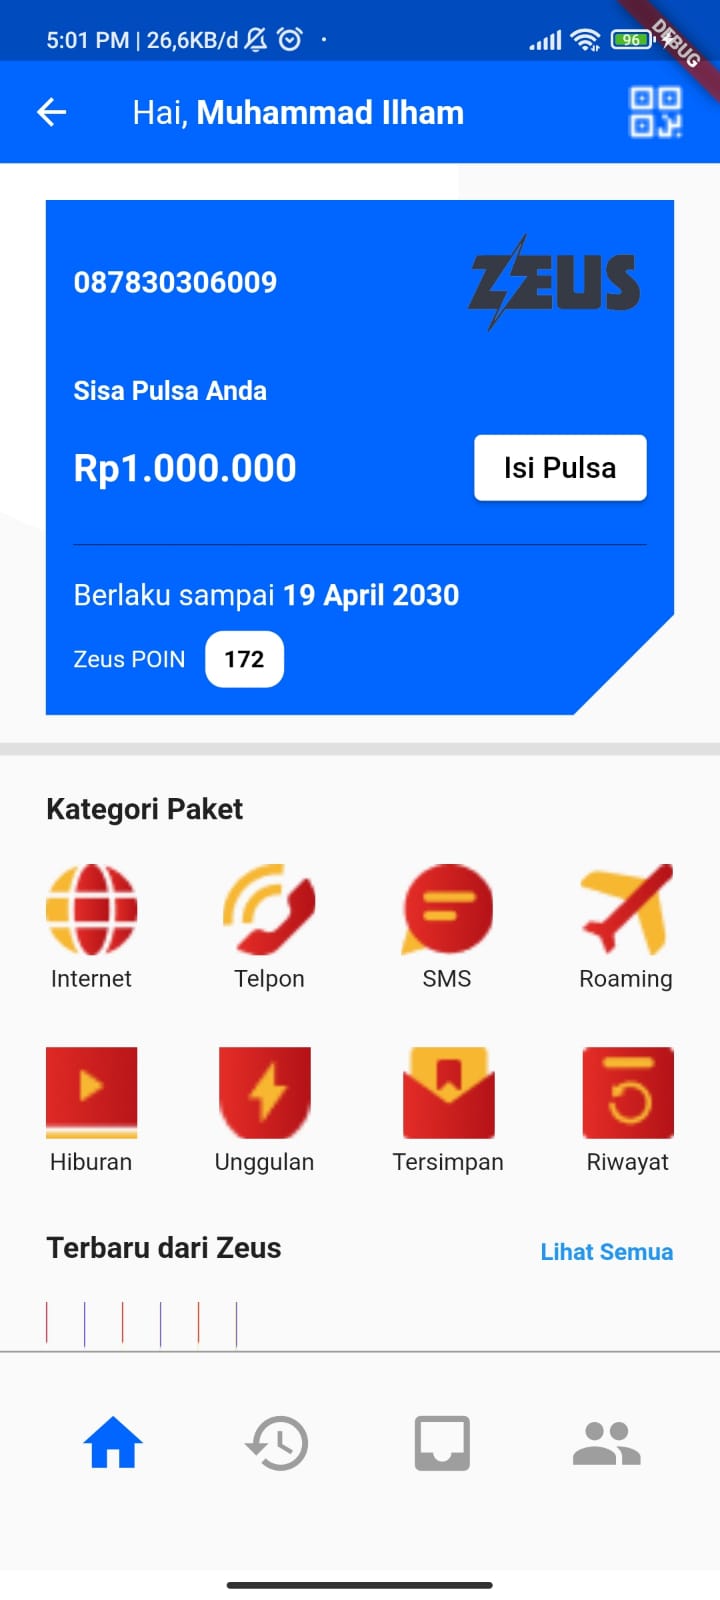 5:01 PM | 26,6KB/d
96
DEBUG
Hai, Muhammad Ilham
087830306009
ZEUS
Sisa Pulsa Anda
Rp1.000.000
Isi Pulsa
Berlaku sampai 19 April 2030
Zeus POIN 172
Kategori Paket
Internet Telpon SMS Roaming
Hiburan Unggulan Tersimpan Riwayat
Terbaru dari Zeus
Lihat Semua